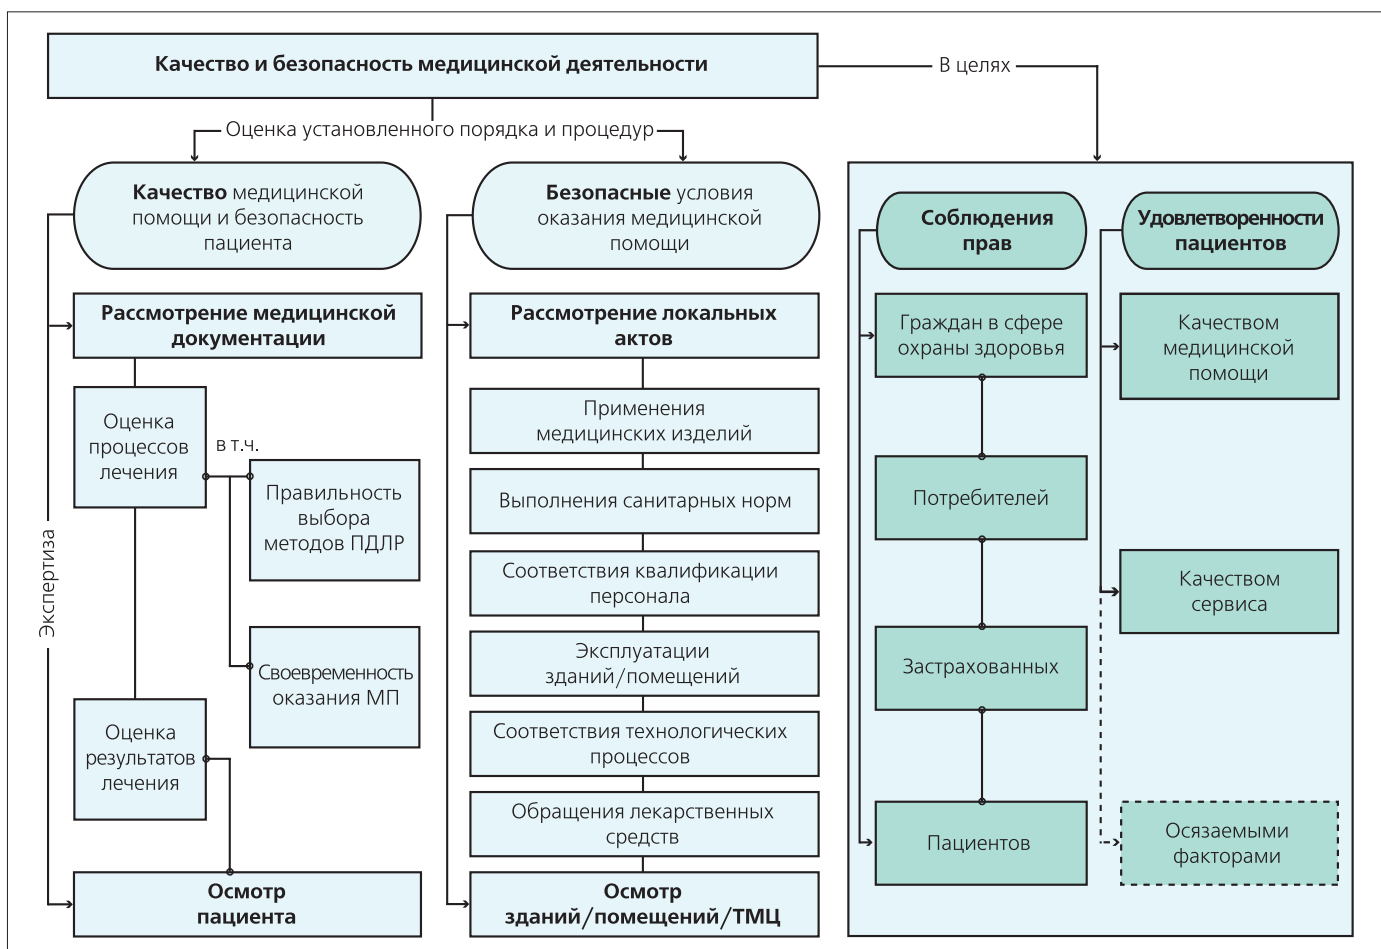 Качество и безопасность медицинской деятельности
В целях
Оценка установленного порядка и процедур
Качество медицинской
помощи и безопасность
пациента
Безопасные условия
оказания медицинской
помощи
Соблюдения
прав
Удовлетворенности
пациентов
Экспертиза
Рассмотрение медицинской
документации
Оценка
процессов
лечения
в т.ч.
Правильность
выбора
методов ПДЛР
Своевременность
оказания МП
Оценка
результатов
лечения
Осмотр
пациента
Рассмотрение локальных
актов
Применения
медицинских изделий
Выполнения санитарных норм
Соответствия квалификации
персонала
Эксплуатации
зданий/помещений
Соответствия технологических
процессов
Обращения лекарственных
средств
Осмотр
зданий/помещений/ТМЦ
Граждан в сфере
охраны здоровья
Потребителей
Застрахованных
Пациентов
Качеством
медицинской
помощи
Качеством
сервиса
Осязаемыми
факторами